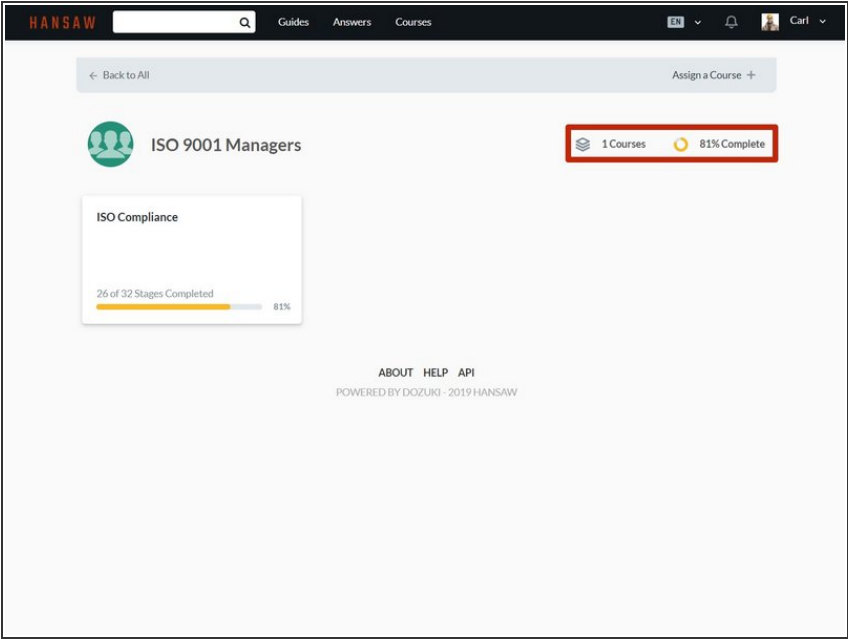 HANSAW Guides Answers Courses EN Carl
← Back to All Assign a Course +
ISO 9001 Managers 1 Courses 81% Complete
ISO Compliance
26 of 32 Stages Completed
81%
ABOUT HELP API
POWERED BY DOZUKI - 2019 HANSAW